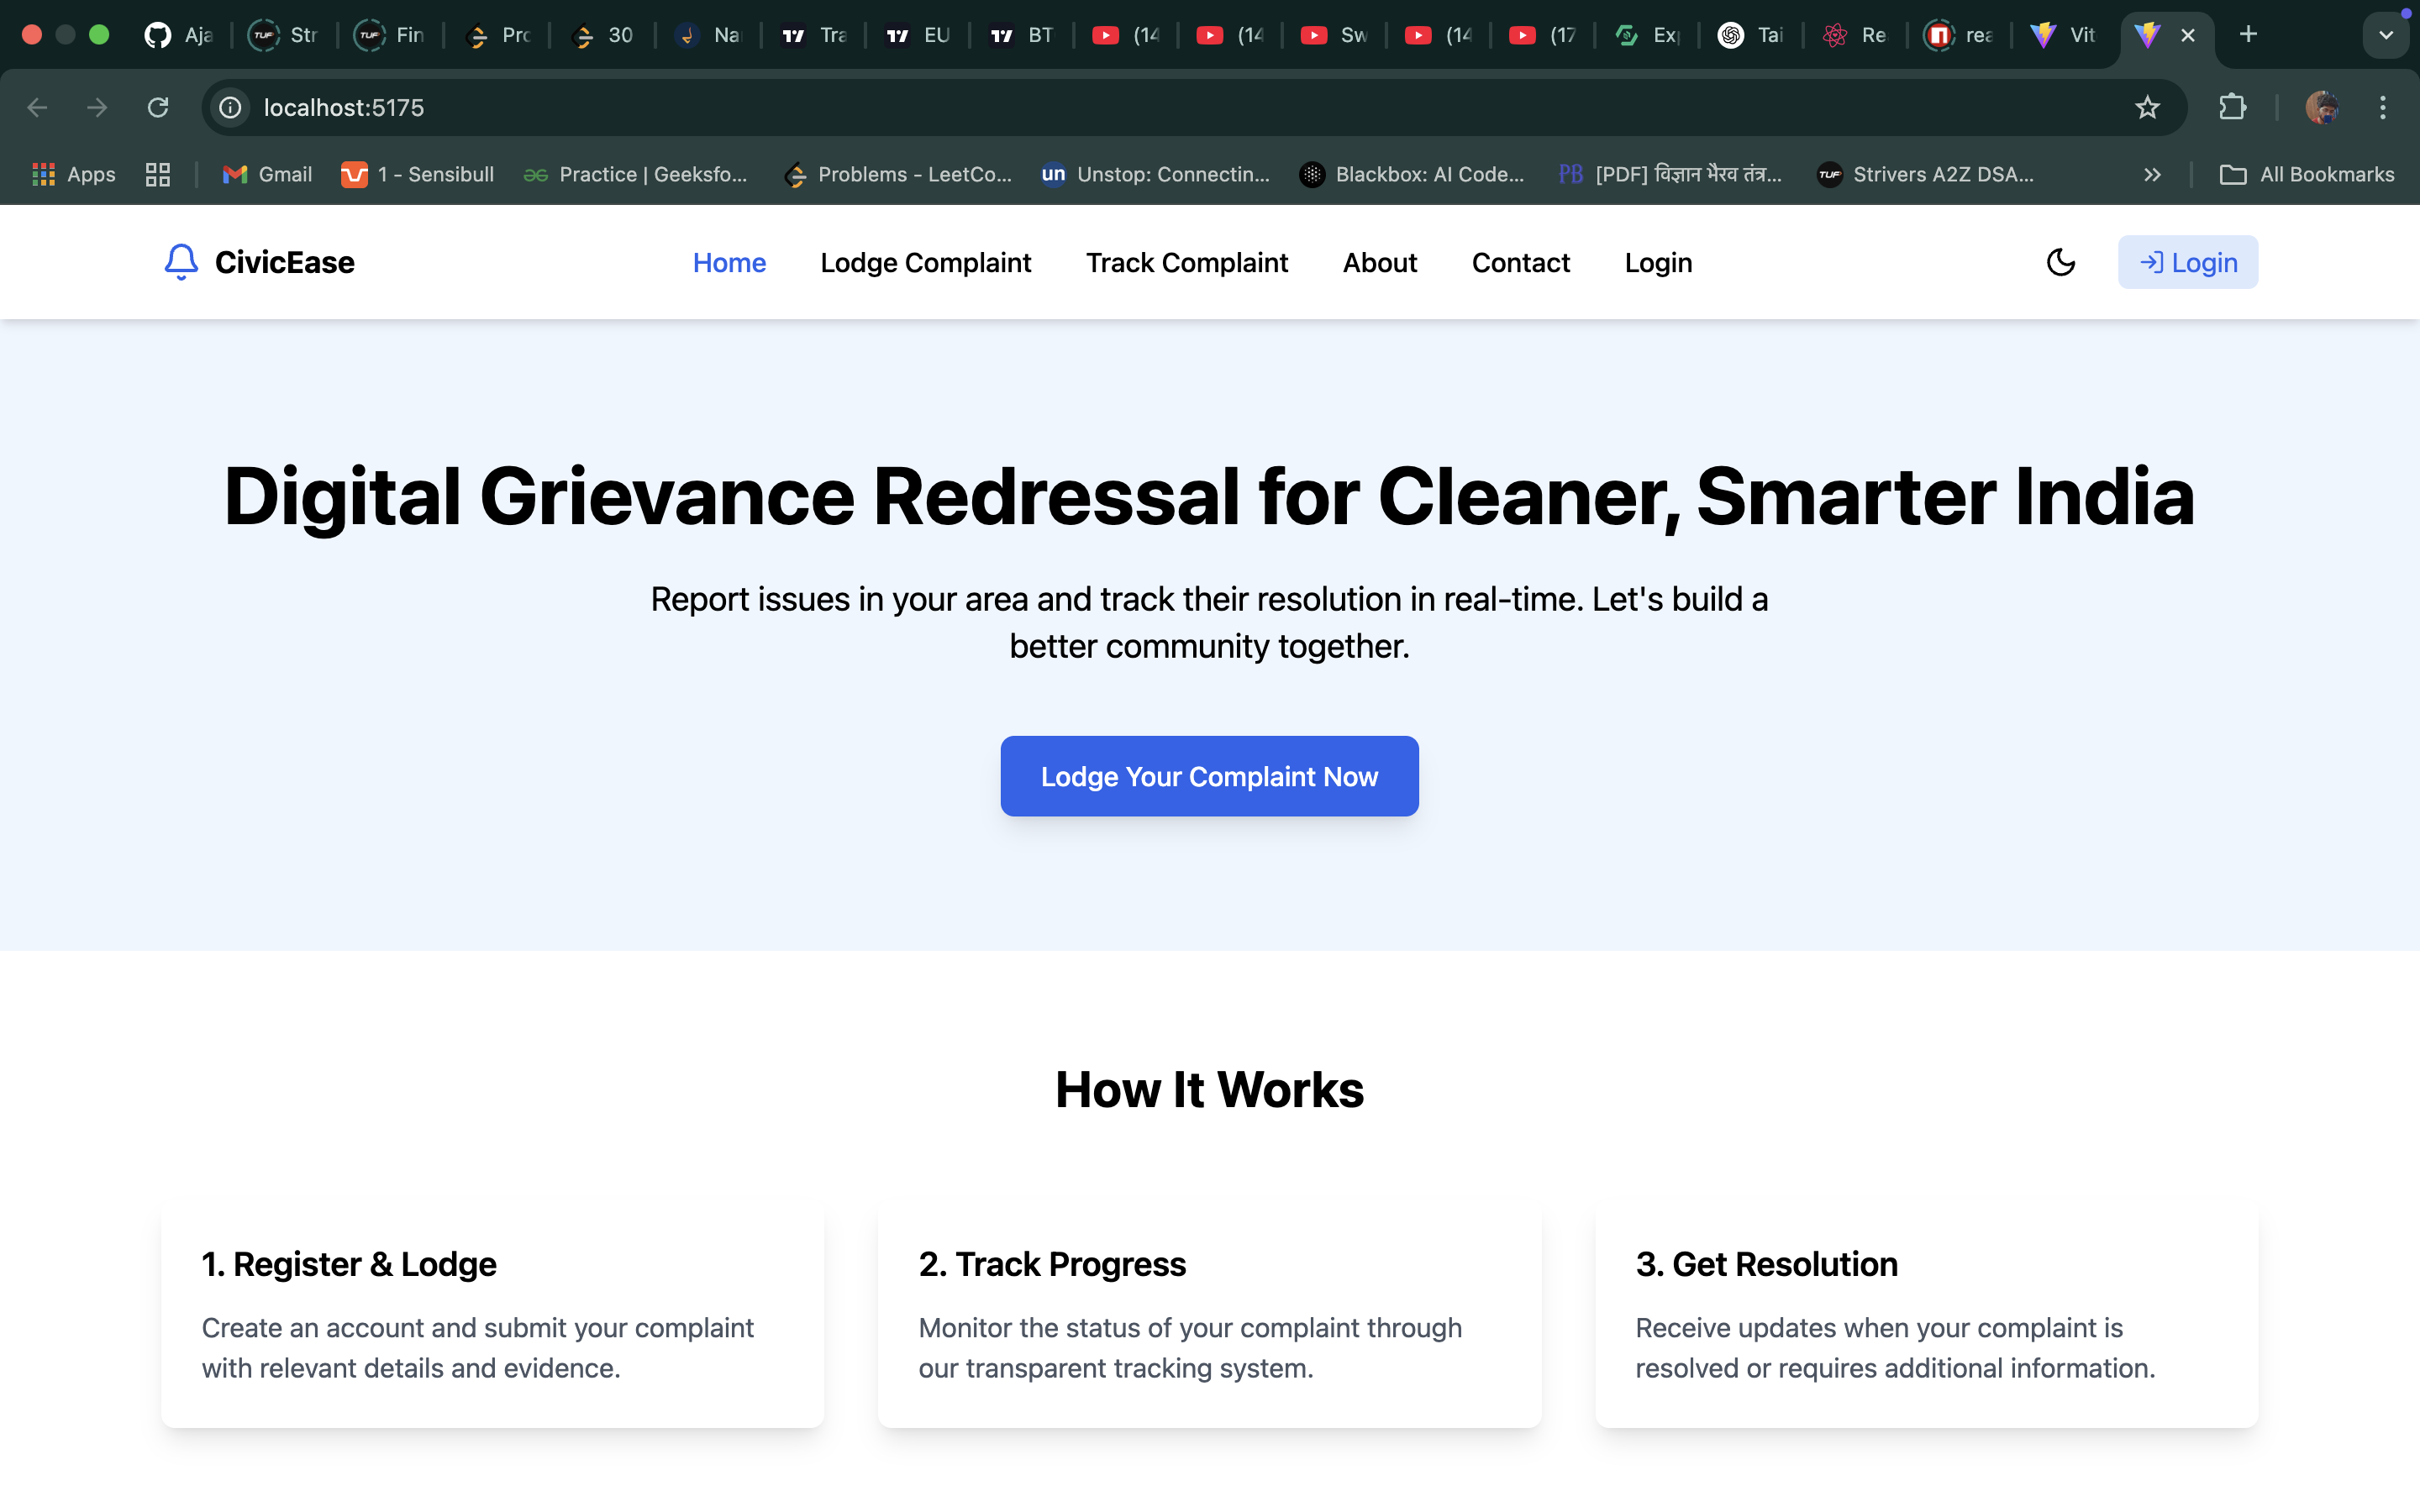 Aja
Str
Fin
Pro
30
Na
Tra
EU
BT
(14
(14
Sw
(14
(17
Ex
Tai
Re
rea
Vit
localhost:5175
Apps
Gmail
1 - Sensibull
Practice | Geeksfo...
Problems - LeetCo...
un
Unstop: Connectin...
Blackbox: AI Code...
PB
[PDF] विज्ञान भैरव तंत्र...
TUF
Strivers A2Z DSA...
All Bookmarks
CivicEase
Home
Lodge Complaint
Track Complaint
About
Contact
Login
Login
Digital Grievance Redressal for Cleaner, Smarter India
Report issues in your area and track their resolution in real-time. Let's build a
better community together.
Lodge Your Complaint Now
How It Works
1. Register & Lodge
Create an account and submit your complaint
with relevant details and evidence.
2. Track Progress
Monitor the status of your complaint through
our transparent tracking system.
3. Get Resolution
Receive updates when your complaint is
resolved or requires additional information.